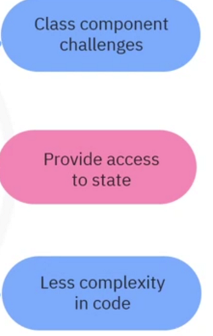 Class component
challenges
Provide access
to state
Less complexity
in code